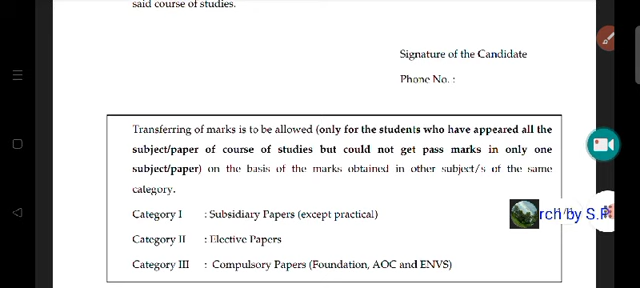 said course of studies.
Signature of the Candidate
Phone No. :
Transferring of marks is to be allowed (only for the students who have appeared all the
subject/paper of course of studies but could not get pass marks in only one
subject/paper) on the basis of the marks obtained in other subject/s of the same
category.
Category I : Subsidiary Papers (except practical)
rch by S.P
Category II : Elective Papers
Category III : Compulsory Papers (Foundation, AOC and ENVS)